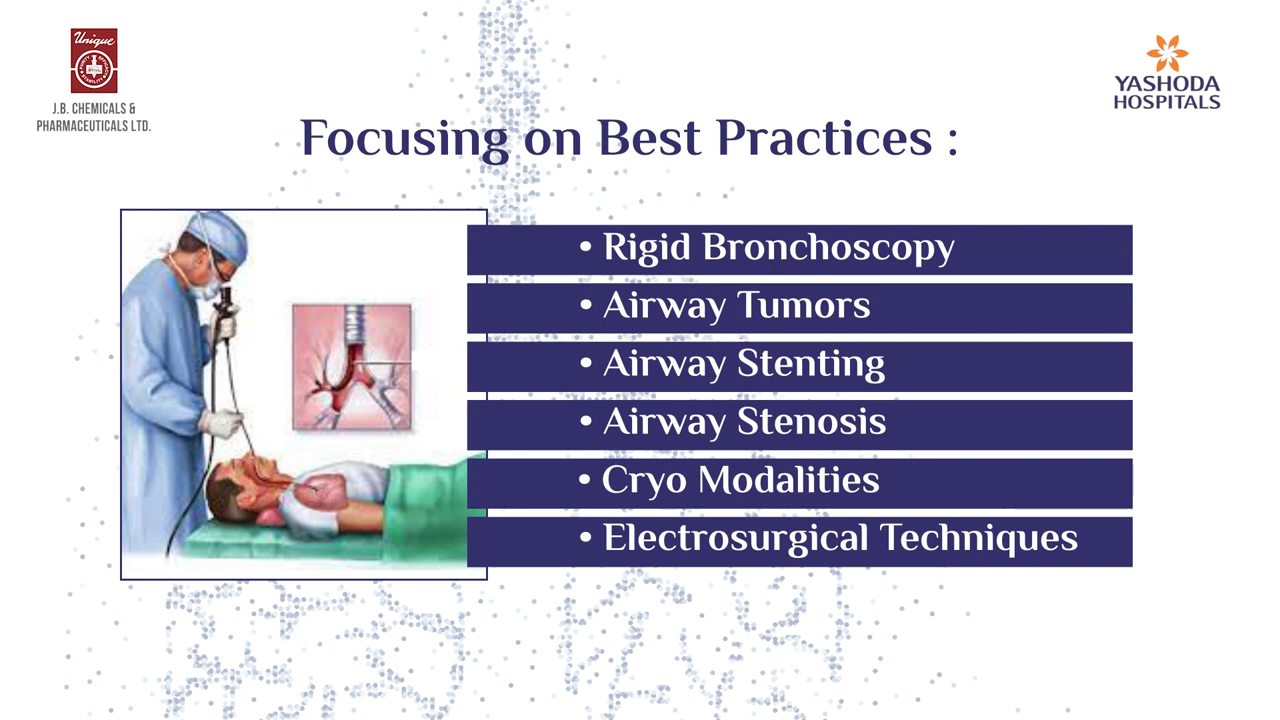 Unique
J.B. CHEMICALS &
PHARMACEUTICALS LTD.
YASHODA
HOSPITALS
Focusing on Best Practices :
• Rigid Bronchoscopy
• Airway Tumors
• Airway Stenting
• Airway Stenosis
• Cryo Modalities
• Electrosurgical Techniques